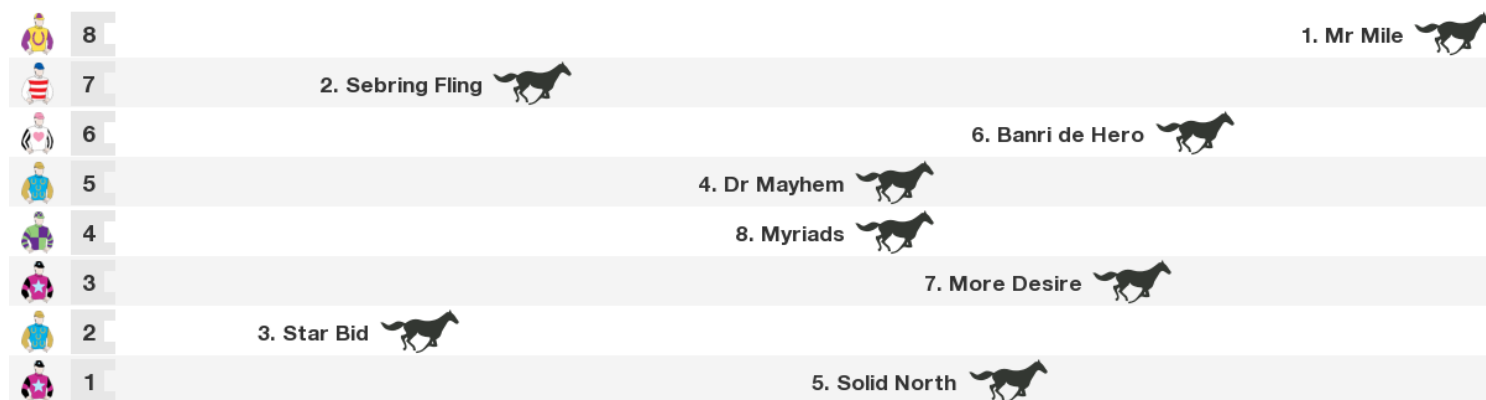 8 1. Mr Mile
7 2. Sebring Fling
6 6. Banri de Hero
5 4. Dr Mayhem
4 8. Myriads
3 7. More Desire
2 3. Star Bid
1 5. Solid North